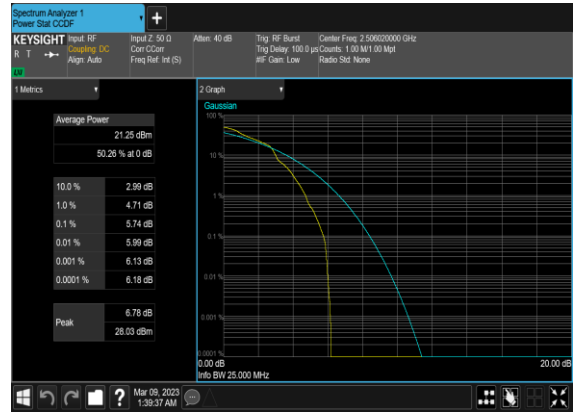 Spectrum Analyzer 1
Power Stat CCDF
KEYSIGHT
R T
LXI
Input: RF
Coupling: DC
Align: Auto
Input Z: 50 Ω
Corr CCorr
Freq Ref: Int (S)
Atten: 40 dB
Trig: RF Burst
Trig Delay: 100.0 µs
#IF Gain: Low
Center Freq: 2.506020000 GHz
Counts: 1.00 M/1.00 Mpt
Radio Std: None
1 Metrics
Average Power
21.25 dBm
50.26 % at 0 dB
10.0 % 2.99 dB
1.0 % 4.71 dB
0.1 % 5.74 dB
0.01 % 5.99 dB
0.001 % 6.13 dB
0.0001 % 6.18 dB
Peak
6.78 dB
28.03 dBm
2 Graph
Gaussian
100 %
10 %
1 %
0.1 %
0.01 %
0.001 %
0.0001 %
0.00 dB
20.00 dB
Info BW 25.000 MHz
?
Mar 09, 2023
1:39:37 AM